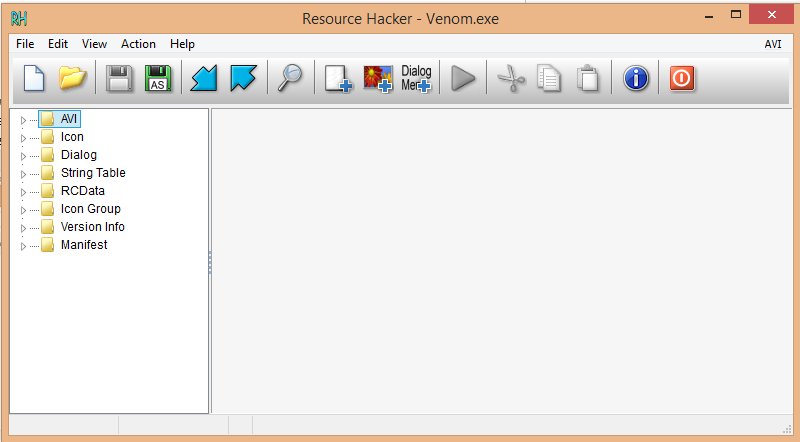 RH Resource Hacker - Venom.exe
File Edit View Action Help AVI
AS Dialog
Men
AVI
Icon
Dialog
String Table
RCData
Icon Group
Version Info
Manifest